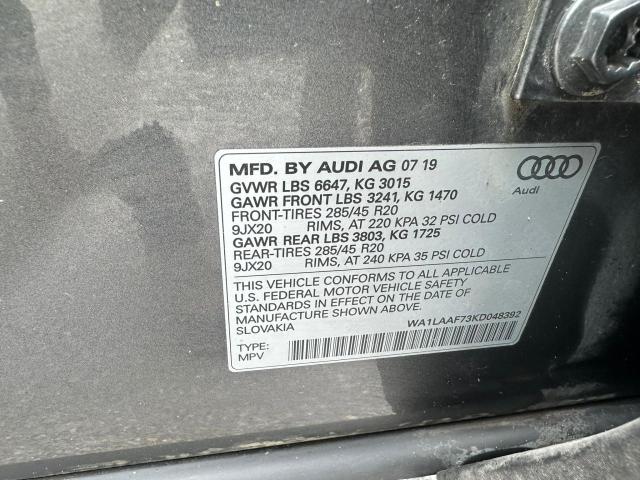 MFD. BY AUDI AG 07 19
GVWR LBS 6647, KG 3015
GAWR FRONT LBS 3241, KG 1470
FRONT-TIRES 285/45 R20
9JX20 RIMS, AT 220 KPA 32 PSI COLD
GAWR REAR LBS 3803, KG 1725
REAR-TIRES 285/45 R20
9JX20 RIMS, AT 240 KPA 35 PSI COLD
THIS VEHICLE CONFORMS TO ALL APPLICABLE
U.S. FEDERAL MOTOR VEHICLE SAFETY
STANDARDS IN EFFECT ON THE DATE OF
MANUFACTURE SHOWN ABOVE.
SLOVAKIA
WA1LAAF73KD048392
TYPE:
MPV
Audi